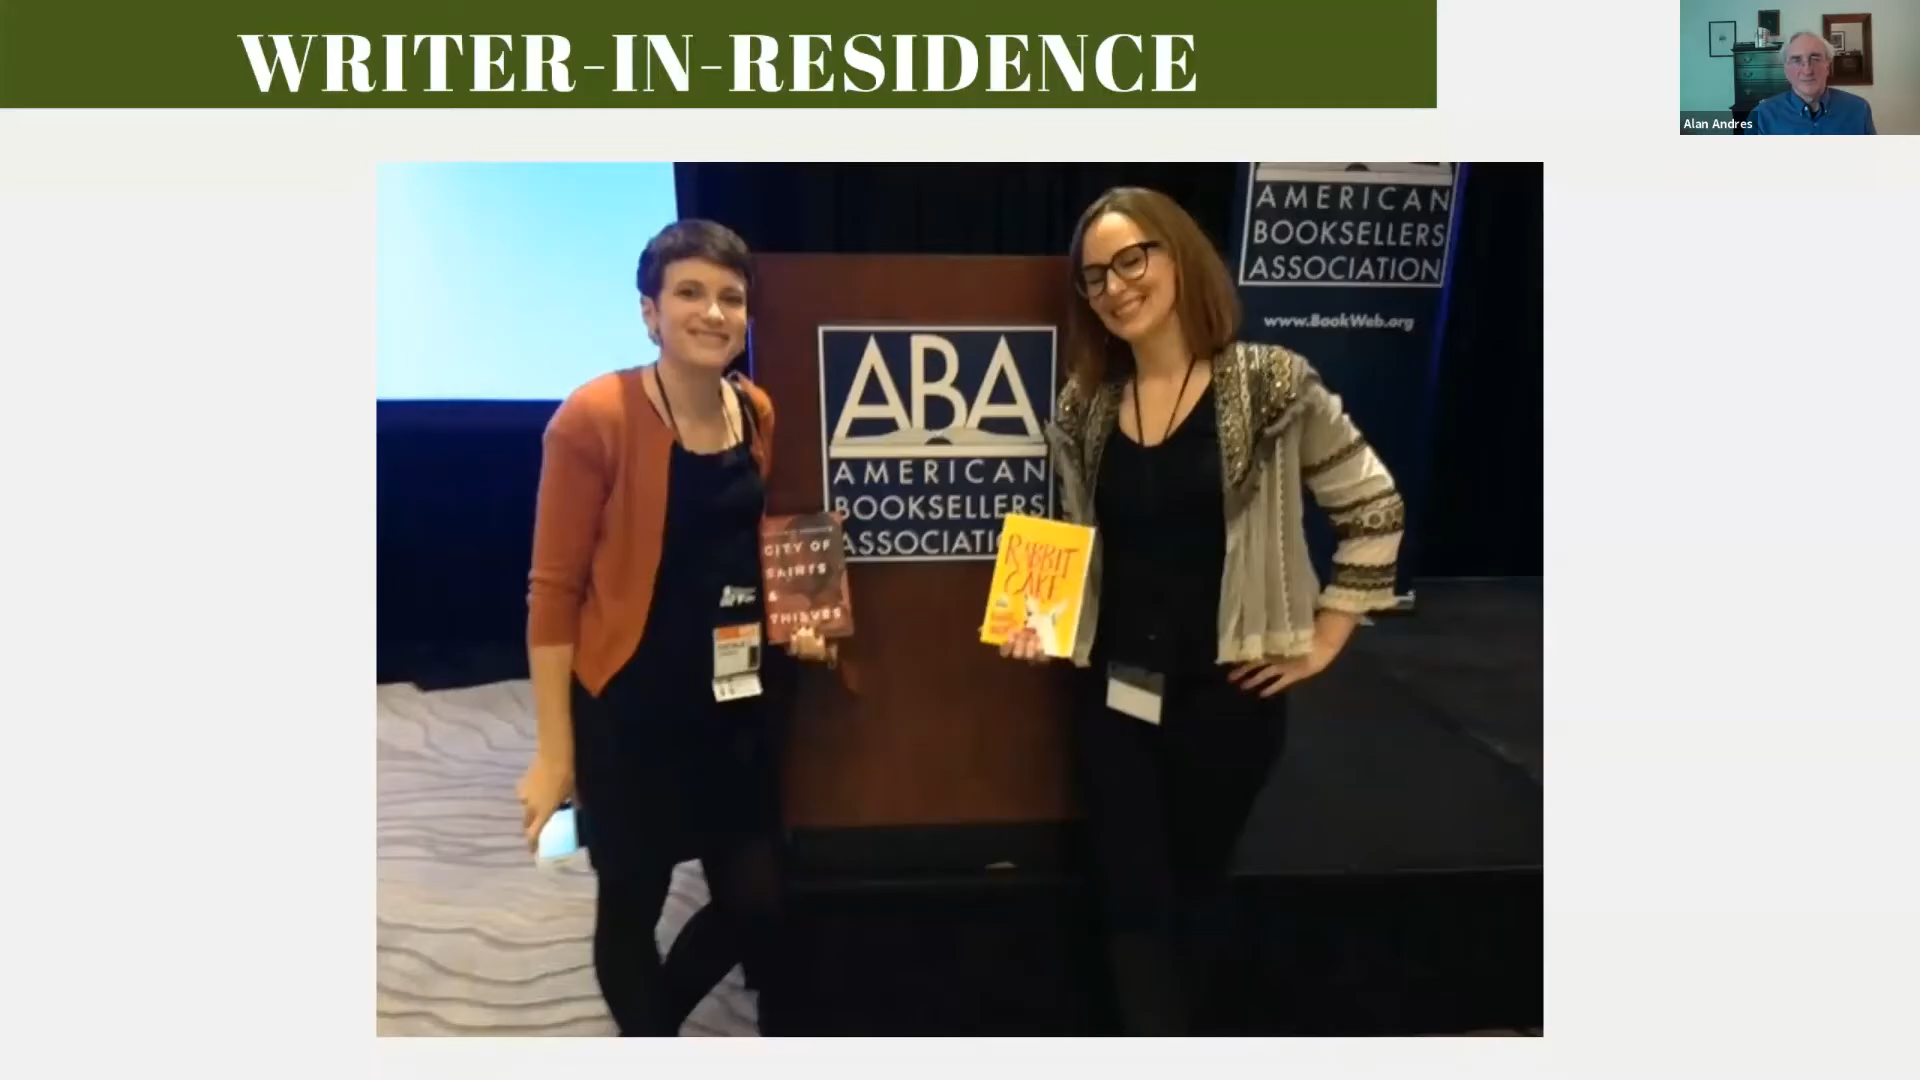 WRITER-IN-RESIDENCE
Alan Andres
AMERICAN
BOOKSELLERS
ASSOCIATION
www.BookWeb.org
ABA
AMERICAN
BOOKSELLERS
ASSOCIATI
CITY OF
SAINTS
&
THIEVES
RABBIT
CAKE